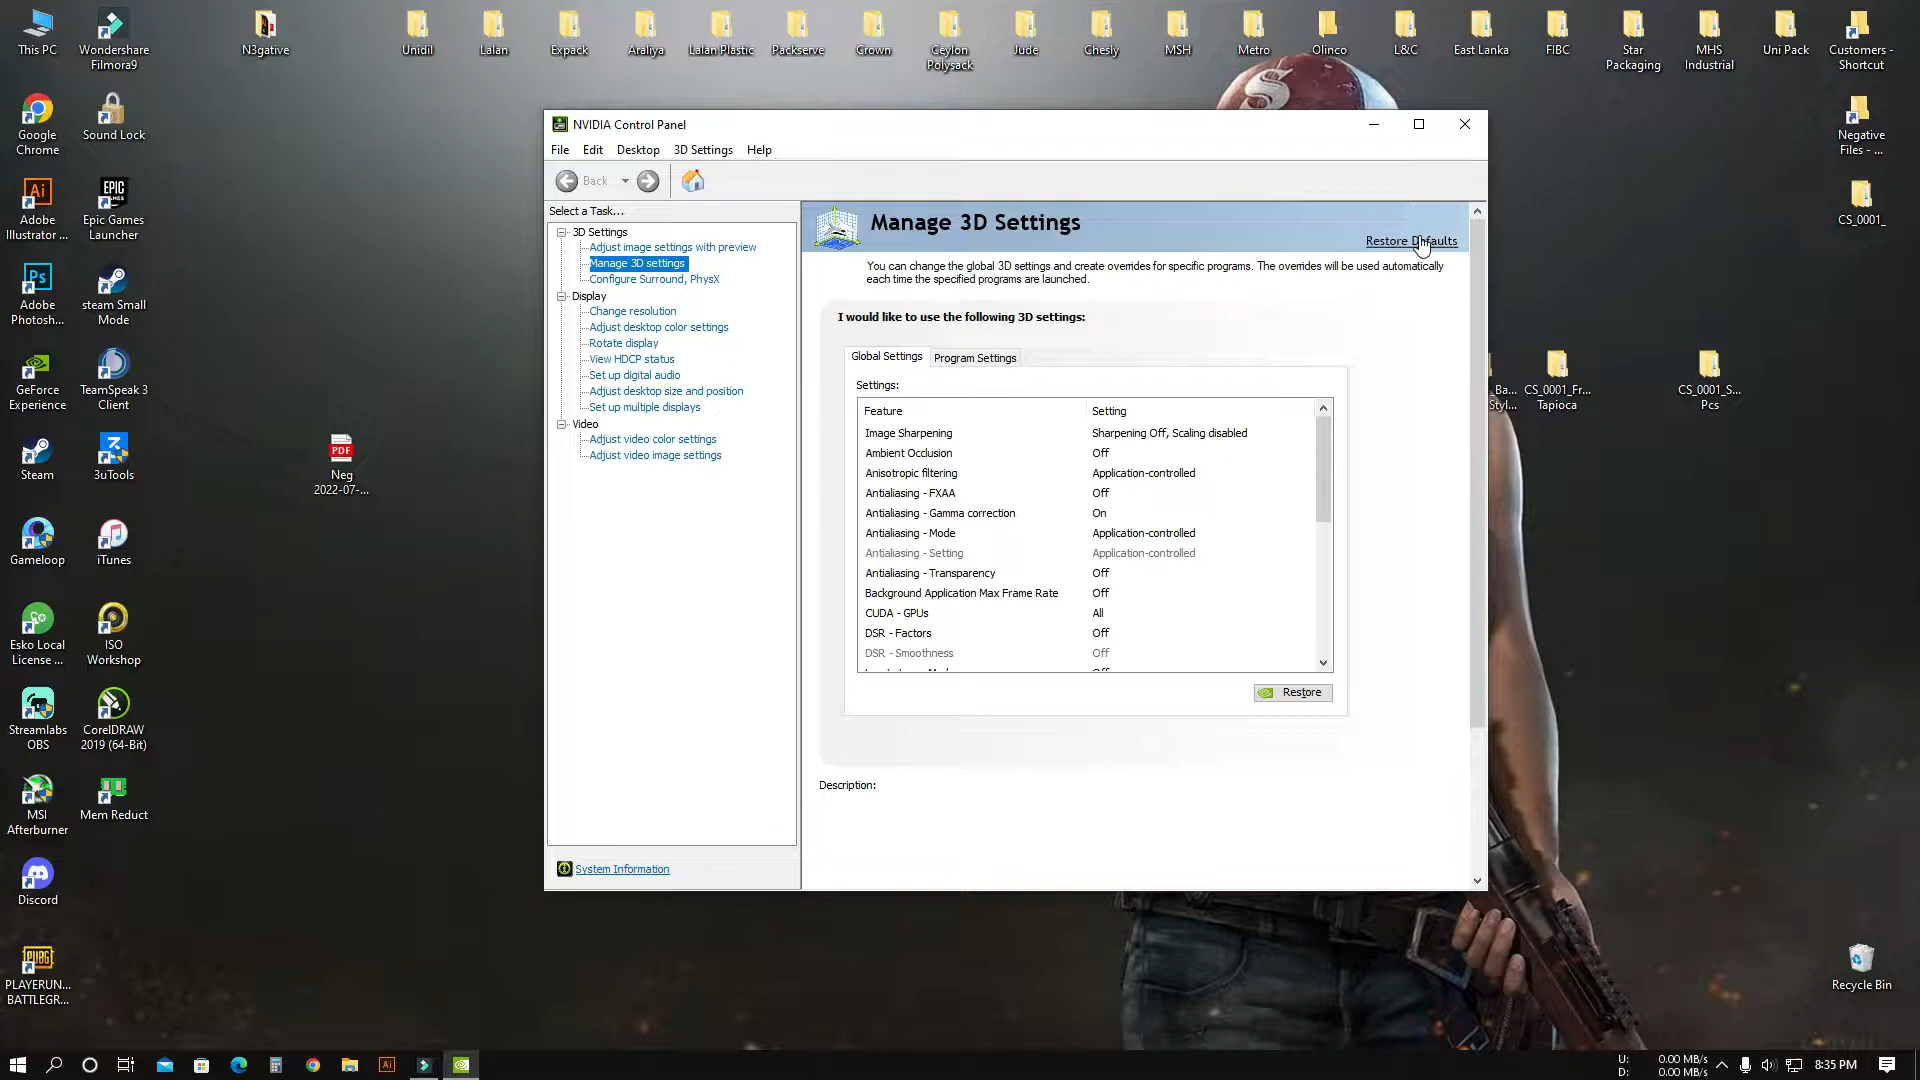 This PC
Wondershare
Filmora9
N3gative
Unidil
Lalan
Expack
Araliya
Lalan Plastic
Packserve
Crown
Ceylon
Polysack
Jude
Chesly
MSH
Metro
Olinco
L&C
East Lanka
FIBC
Star
Packaging
MHS
Industrial
Uni Pack
Customers -
Shortcut
Google
Chrome
Sound Lock
Negative
Files - ...
Adobe
Illustrator ...
Epic Games
Launcher
CS_0001_
Adobe
Photosh...
steam Small
Mode
GeForce
Experience
TeamSpeak 3
Client
CS_0001_Fr...
Tapioca
CS_0001_S...
Pcs
Steam
3uTools
PDF
Neg
2022-07-...
Gameloop
iTunes
Esko Local
License ...
ISO
Workshop
Streamlabs
OBS
CorelDRAW
2019 (64-Bit)
MSI
Afterburner
Mem Reduct
Discord
PUBG
PLAYERUN...
BATTLEGR...
Recycle Bin
NVIDIA Control Panel
File Edit Desktop 3D Settings Help
Back
Select a Task...
3D Settings
Adjust image settings with preview
Manage 3D settings
Configure Surround, PhysX
Display
Change resolution
Adjust desktop color settings
Rotate display
View HDCP status
Set up digital audio
Adjust desktop size and position
Set up multiple displays
Video
Adjust video color settings
Adjust video image settings
System Information
Manage 3D Settings
Restore Defaults
You can change the global 3D settings and create overrides for specific programs. The overrides will be used automatically
each time the specified programs are launched.
I would like to use the following 3D settings:
Global Settings Program Settings
Settings:
Feature Setting
Image Sharpening Sharpening Off, Scaling disabled
Ambient Occlusion Off
Anisotropic filtering Application-controlled
Antialiasing - FXAA Off
Antialiasing - Gamma correction On
Antialiasing - Mode Application-controlled
Antialiasing - Setting Application-controlled
Antialiasing - Transparency Off
Background Application Max Frame Rate Off
CUDA - GPUs All
DSR - Factors Off
DSR - Smoothness Off
Restore
Description:
U: 0.00 MB/s
D: 0.00 MB/s
8:35 PM